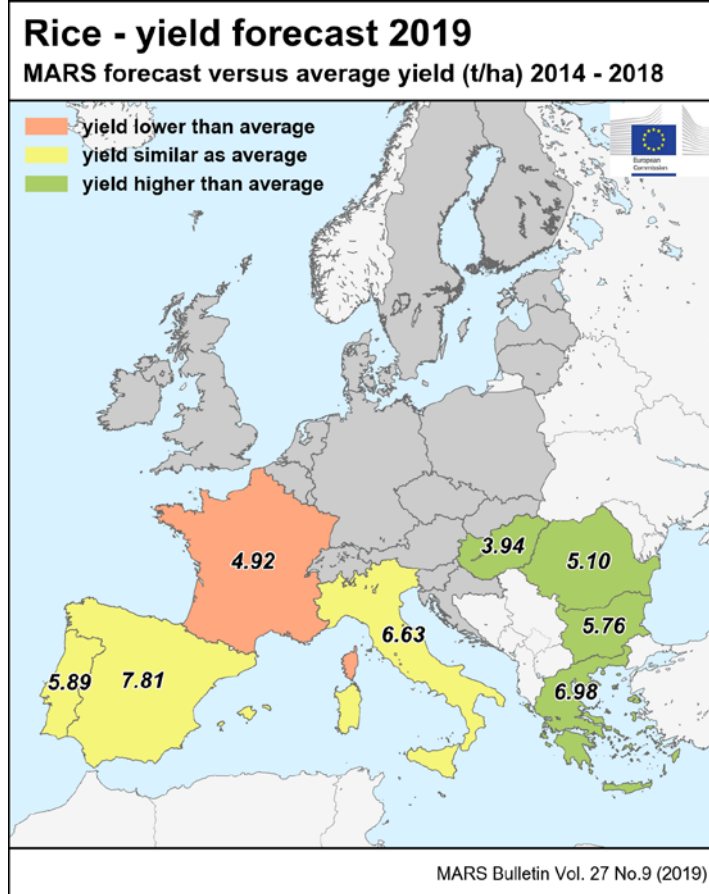 Rice - yield forecast 2019
MARS forecast versus average yield (t/ha) 2014 - 2018
yield lower than average
yield similar as average
yield higher than average
European
Commission
4.92
3.94
5.10
5.76
6.63
5.89
7.81
6.98
MARS Bulletin Vol. 27 No.9 (2019)